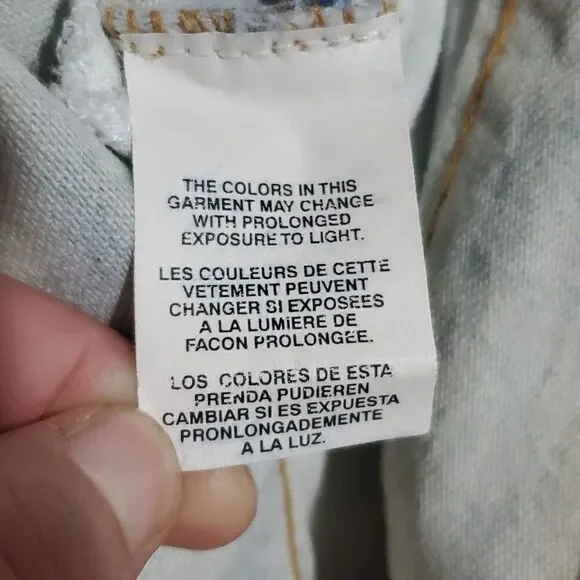 THE COLORS IN THIS
GARMENT MAY CHANGE
WITH PROLONGED
EXPOSURE TO LIGHT.
LES COULEURS DE CETTE
VETEMENT PEUVENT
CHANGER SI EXPOSEES
A LA LUMIERE DE
FACON PROLONGEE.
LOS COLORES DE ESTA
PRENDA PUDIEREN
CAMBIAR SI ES EXPUESTA
PRONLONGADEMENTE
A LA LUZ.